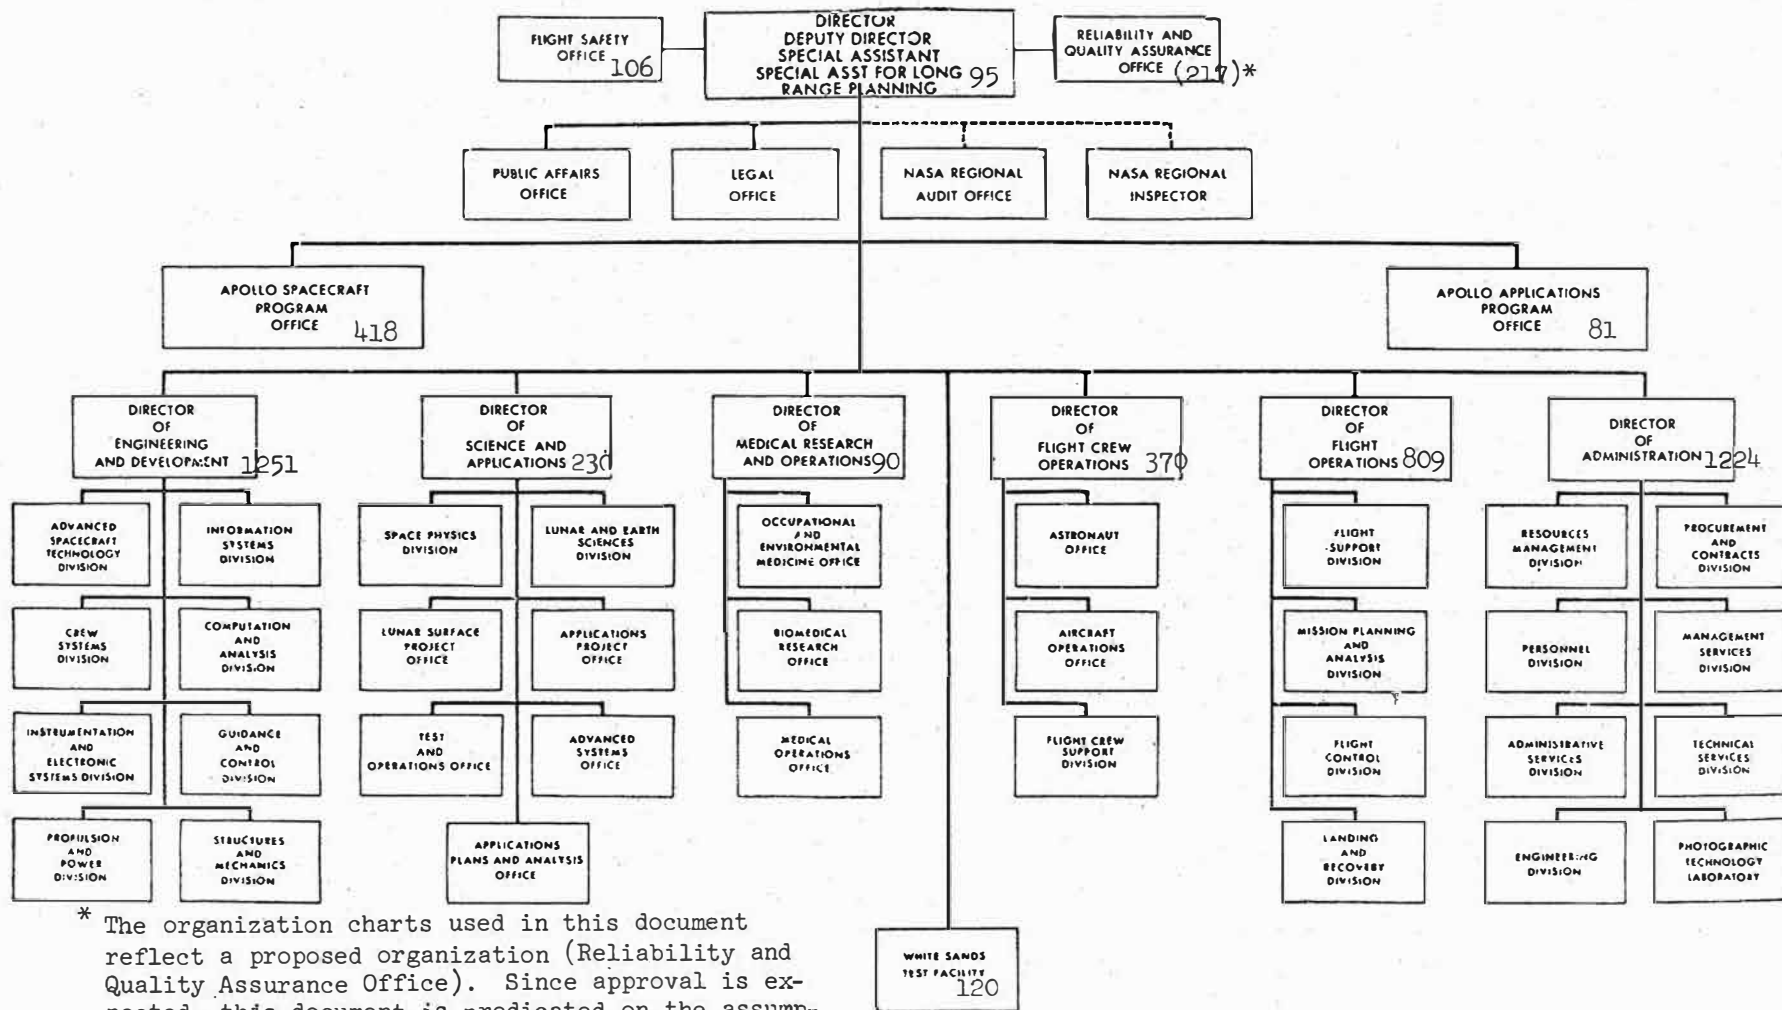 FLIGHT SAFETY
OFFICE 106
DIRECTOR
DEPUTY DIRECTOR
SPECIAL ASSISTANT
SPECIAL ASST FOR LONG 95
RANGE PLANNING
RELIABILITY AND
QUALITY ASSURANCE
OFFICE (217)*
PUBLIC AFFAIRS
OFFICE
LEGAL
OFFICE
NASA REGIONAL
AUDIT OFFICE
NASA REGIONAL
INSPECTOR
APOLLO SPACECRAFT
PROGRAM
OFFICE 418
APOLLO APPLICATIONS
PROGRAM
OFFICE 81
DIRECTOR
OF
ENGINEERING
AND DEVELOPMENT 1251
DIRECTOR
OF
SCIENCE AND
APPLICATIONS 230
DIRECTOR
OF
MEDICAL RESEARCH
AND OPERATIONS 90
DIRECTOR
OF
FLIGHT CREW
OPERATIONS 370
DIRECTOR
OF
FLIGHT
OPERATIONS 809
DIRECTOR
OF
ADMINISTRATION 1224
ADVANCED
SPACECRAFT
TECHNOLOGY
DIVISION
INFORMATION
SYSTEMS
DIVISION
SPACE PHYSICS
DIVISION
LUNAR AND EARTH
SCIENCES
DIVISION
OCCUPATIONAL
AND
ENVIRONMENTAL
MEDICINE OFFICE
ASTRONAUT
OFFICE
FLIGHT
SUPPORT
DIVISION
RESOURCES
MANAGEMENT
DIVISION
PROCUREMENT
AND
CONTRACTS
DIVISION
CREW
SYSTEMS
DIVISION
COMPUTATION
AND
ANALYSIS
DIVISION
LUNAR SURFACE
PROJECT
OFFICE
APPLICATIONS
PROJECT
OFFICE
BIOMEDICAL
RESEARCH
OFFICE
AIRCRAFT
OPERATIONS
OFFICE
MISSION PLANNING
AND
ANALYSIS
DIVISION
PERSONNEL
DIVISION
MANAGEMENT
SERVICES
DIVISION
INSTRUMENTATION
AND
ELECTRONIC
SYSTEMS DIVISION
GUIDANCE
AND
CONTROL
DIVISION
TEST
AND
OPERATIONS OFFICE
ADVANCED
SYSTEMS
OFFICE
MEDICAL
OPERATIONS
OFFICE
FLIGHT CREW
SUPPORT
DIVISION
FLIGHT
CONTROL
DIVISION
ADMINISTRATIVE
SERVICES
DIVISION
TECHNICAL
SERVICES
DIVISION
PROPULSION
AND
POWER
DIVISION
STRUCTURES
AND
MECHANICS
DIVISION
APPLICATIONS
PLANS AND ANALYSIS
OFFICE
LANDING
AND
RECOVERY
DIVISION
ENGINEERING
DIVISION
PHOTOGRAPHIC
TECHNOLOGY
LABORATORY
WHITE SANDS
TEST FACILITY
120
* The organization charts used in this document
reflect a proposed organization (Reliability and
Quality Assurance Office). Since approval is ex-
pected, this document is predicated on the assump-